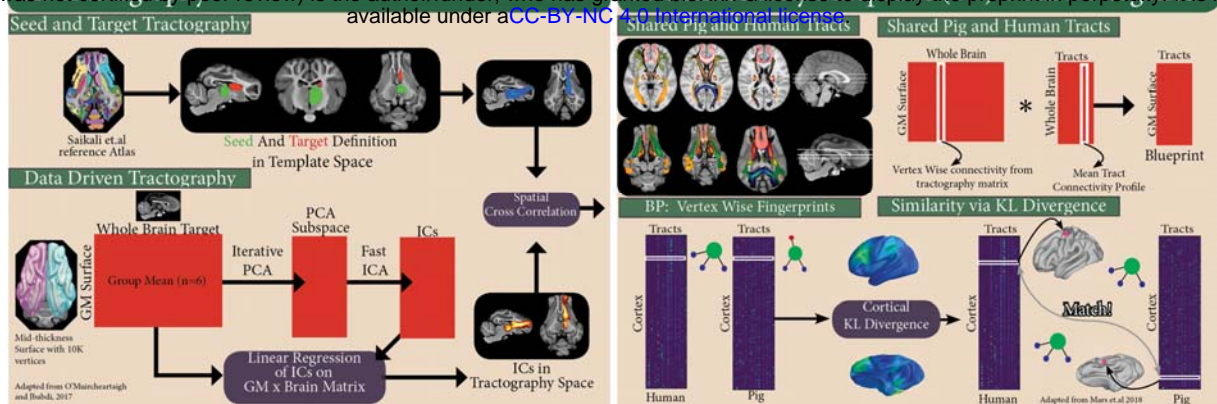 available under aCC-BY-NC 4.0 International license.
Seed and Target Tractography
Saikali et.al
reference Atlas
Seed And Target Definition
in Template Space
Data Driven Tractography
Whole Brain Target
GM Surface
Group Mean (n=6)
Mid-thickness
Surface with 10K
vertices
Adapted from O'Muircheartaigh
and Jbabdi, 2017
Iterative
PCA
PCA
Subspace
Fast
ICA
ICs
Linear Regression
of ICs on
GM x Brain Matrix
Spatial
Cross Correlation
ICs in
Tractography Space
Shared Pig and Human Tracts
Shared Pig and Human Tracts
Whole Brain
GM Surface
*
Tracts
Whole Brain
Tracts
GM Surface
Blueprint
Vertex Wise connectivity from
tractography matrix
Mean Tract
Connectivity Profile
BP: Vertex Wise Fingerprints
Tracts
Cortex
Human
Tracts
Pig
Cortical
KL Divergence
Similarity via KL Divergence
Tracts
Cortex
Human
Match!
Tracts
Cortex
Pig
Adapted from Mars et.al 2018